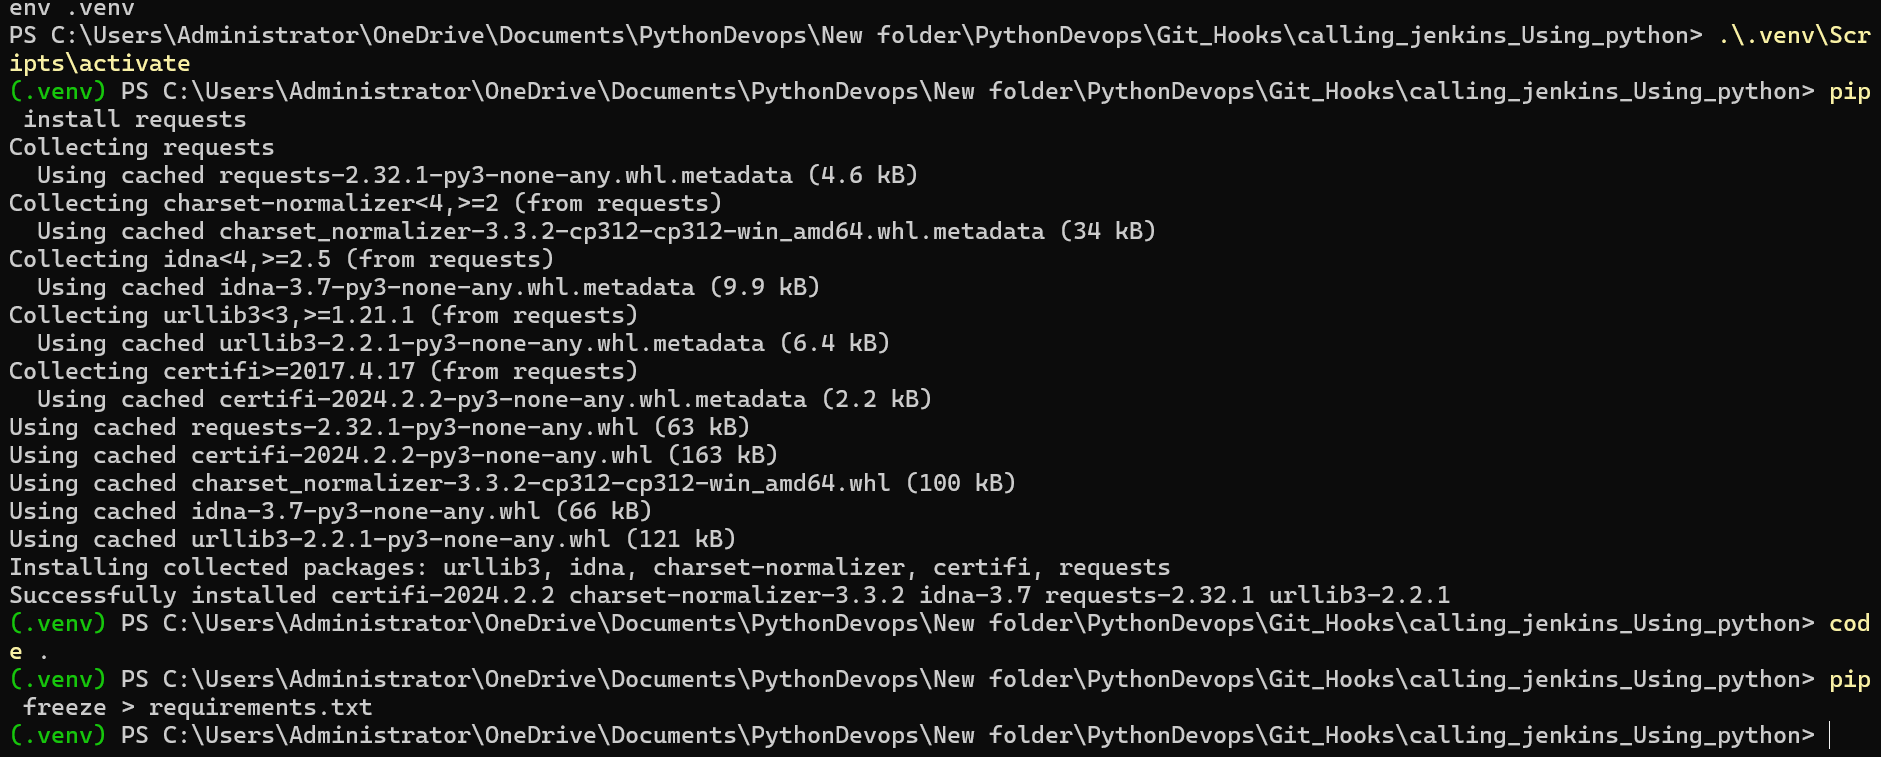 env .venv
PS C:\Users\Administrator\OneDrive\Documents\PythonDevops\New folder\PythonDevops\Git_Hooks\calling_jenkins_Using_python> .\.venv\Scr
ipts\activate
(.venv) PS C:\Users\Administrator\OneDrive\Documents\PythonDevops\New folder\PythonDevops\Git_Hooks\calling_jenkins_Using_python> pip
 install requests
Collecting requests
  Using cached requests-2.32.1-py3-none-any.whl.metadata (4.6 kB)
Collecting charset-normalizer<4,>=2 (from requests)
  Using cached charset_normalizer-3.3.2-cp312-cp312-win_amd64.whl.metadata (34 kB)
Collecting idna<4,>=2.5 (from requests)
  Using cached idna-3.7-py3-none-any.whl.metadata (9.9 kB)
Collecting urllib3<3,>=1.21.1 (from requests)
  Using cached urllib3-2.2.1-py3-none-any.whl.metadata (6.4 kB)
Collecting certifi>=2017.4.17 (from requests)
  Using cached certifi-2024.2.2-py3-none-any.whl.metadata (2.2 kB)
Using cached requests-2.32.1-py3-none-any.whl (63 kB)
Using cached certifi-2024.2.2-py3-none-any.whl (163 kB)
Using cached charset_normalizer-3.3.2-cp312-cp312-win_amd64.whl (100 kB)
Using cached idna-3.7-py3-none-any.whl (66 kB)
Using cached urllib3-2.2.1-py3-none-any.whl (121 kB)
Installing collected packages: urllib3, idna, charset-normalizer, certifi, requests
Successfully installed certifi-2024.2.2 charset-normalizer-3.3.2 idna-3.7 requests-2.32.1 urllib3-2.2.1
(.venv) PS C:\Users\Administrator\OneDrive\Documents\PythonDevops\New folder\PythonDevops\Git_Hooks\calling_jenkins_Using_python> cod
e .
(.venv) PS C:\Users\Administrator\OneDrive\Documents\PythonDevops\New folder\PythonDevops\Git_Hooks\calling_jenkins_Using_python> pip
 freeze > requirements.txt
(.venv) PS C:\Users\Administrator\OneDrive\Documents\PythonDevops\New folder\PythonDevops\Git_Hooks\calling_jenkins_Using_python>